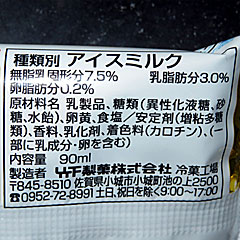 種類別 アイスミルク
無脂乳固形分7.5% 乳脂肪分3.0%
卵脂肪分0.2%
原材料名 乳製品、糖類(異性化液糖、砂
糖、水飴)、卵黄、食塩/安定剤(増粘多糖
類)、香料、乳化剤、着色料(カロチン)、(一
部に乳成分・卵を含む)
内容量 90ml
製造者 竹下製菓株式会社 冷菓工場
〒845-8510 佐賀県小城市小城町池の上2500
☎0952-72-8991 土日、祝日を除く9:00~17:00